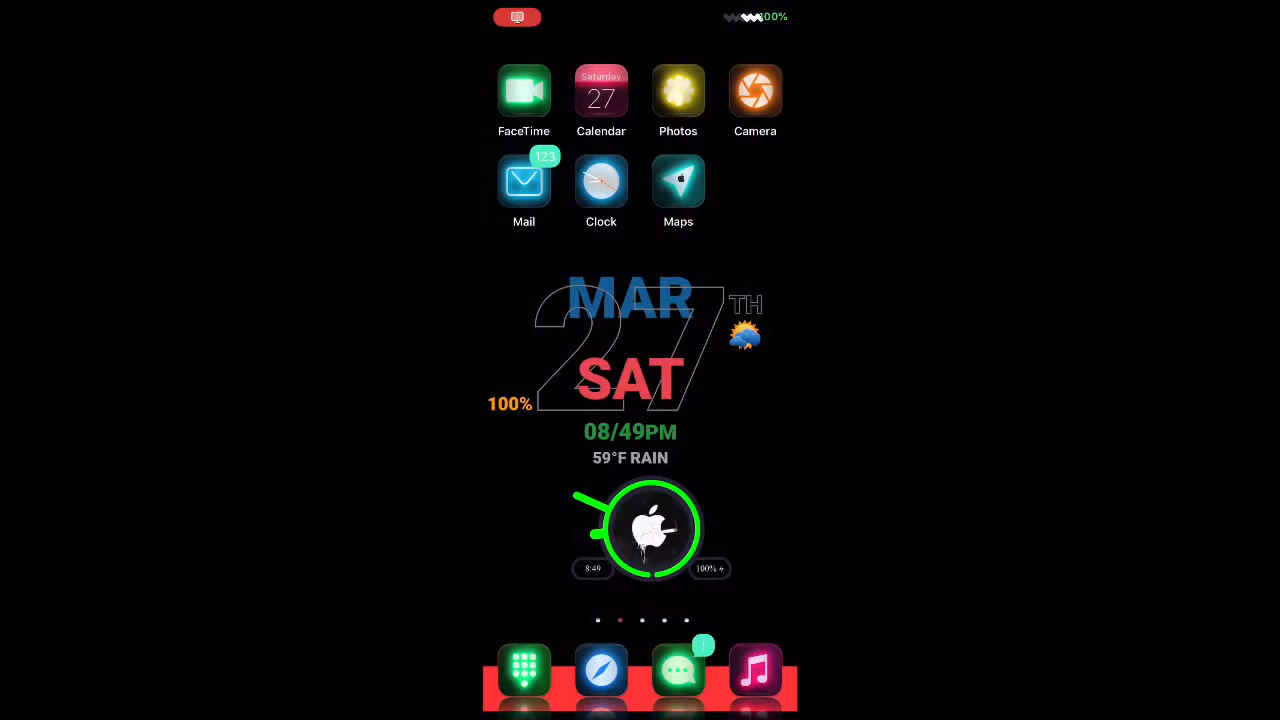 100%
Saturday
27
FaceTime
Calendar
Photos
Camera
123
Mail
Clock
Maps
MAR
27
TH
SAT
100%
08/49PM
59°F RAIN
8:49
100%